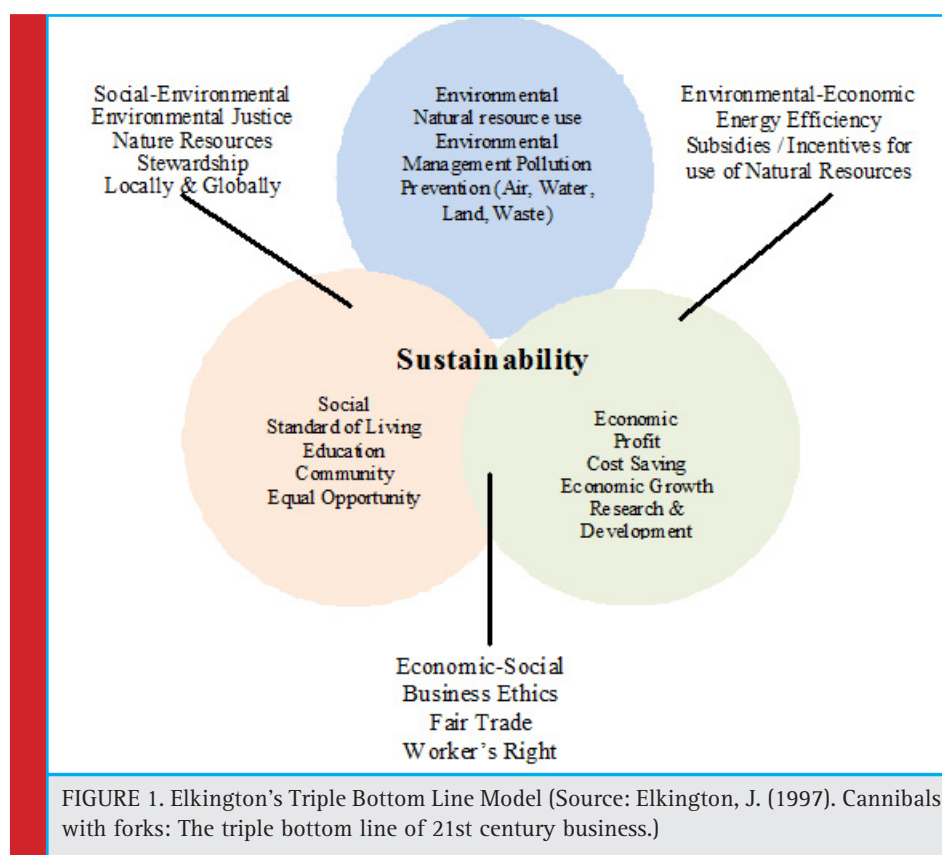 Social-Environmental
Environmental Justice
Nature Resources
Stewardship
Locally & Globally
Environmental
Natural resource use
Environmental
Management Pollution
Prevention (Air, Water,
Land, Waste)
Environmental-Economic
Energy Efficiency
Subsidies / Incentives for
use of Natural Resources
Sustainability
Social
Standard of Living
Education
Community
Equal Opportunity
Economic
Profit
Cost Saving
Economic Growth
Research &
Development
Economic-Social
Business Ethics
Fair Trade
Worker's Right
FIGURE 1. Elkington's Triple Bottom Line Model (Source: Elkington, J. (1997). Cannibals
with forks: The triple bottom line of 21st century business.)